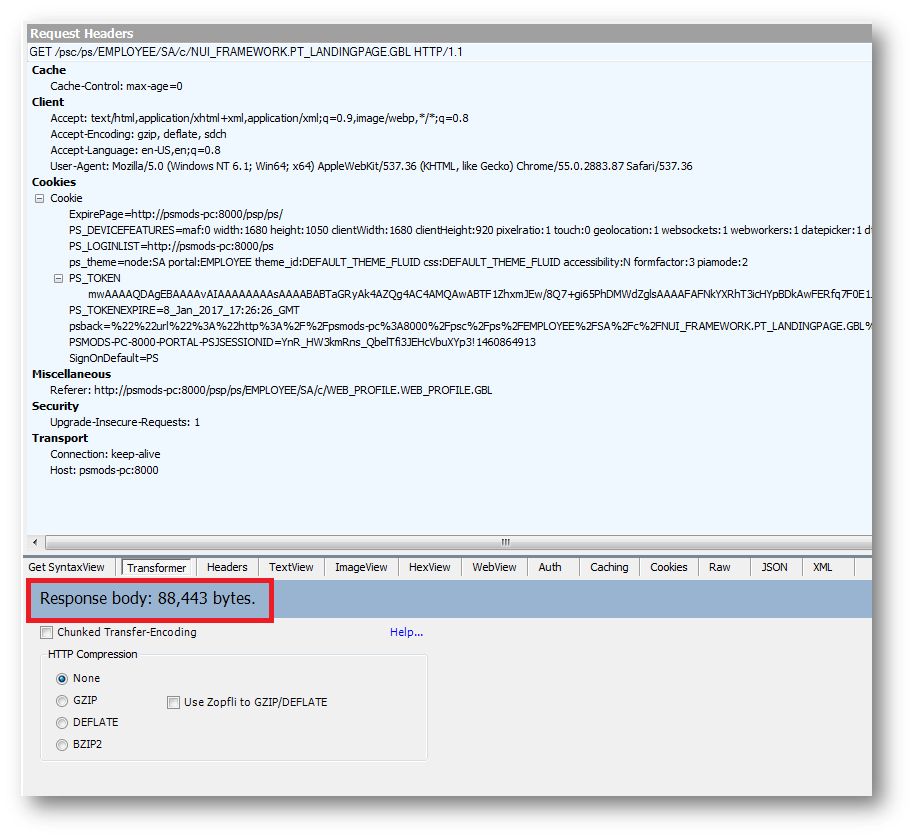 Request Headers
GET /psc/ps/EMPLOYEE/SA/c/NUI_FRAMEWORK.PT_LANDINGPAGE.GBL HTTP/1.1
Cache
Cache-Control: max-age=0
Client
Accept: text/html,application/xhtml+xml,application/xml;q=0.9,image/webp,*/*;q=0.8
Accept-Encoding: gzip, deflate, sdch
Accept-Language: en-US,en;q=0.8
User-Agent: Mozilla/5.0 (Windows NT 6.1; Win64; x64) AppleWebKit/537.36 (KHTML, like Gecko) Chrome/55.0.2883.87 Safari/537.36
Cookies
Cookie
ExpirePage=http://psmods-pc:8000/psp/ps/
PS_DEVICEFEATURES=maf:0 width:1680 height:1050 clientWidth:1680 clientHeight:920 pixelratio:1 touch:0 geolocation:1 websockets:1 webworkers:1 datepicker:1
PS_LOGINLIST=http://psmods-pc:8000/ps
ps_theme=node:SA portal:EMPLOYEE theme_id:DEFAULT_THEME_FLUID css:DEFAULT_THEME_FLUID accessibility:N formfactor:3 piamode:2
PS_TOKEN
PS_TOKENEXPIRE=8_Jan_2017_17:26:26_GMT
psback=%22%22url%22%3A%22http%3A%2F%2Fpsmods-pc%3A8000%2Fpsc%2Fps%2FEMPLOYEE%2FSA%2Fc%2FNUI_FRAMEWORK.PT_LANDINGPAGE.GBL%
PSMODS-PC-8000-PORTAL-PSJSESSIONID=YnR_HW3kmRns_QbelTfi3JEHcVbuXYp3!1460864913
SignOnDefault=PS
Miscellaneous
Referer: http://psmods-pc:8000/psp/ps/EMPLOYEE/SA/c/WEB_PROFILE.WEB_PROFILE.GBL
Security
Upgrade-Insecure-Requests: 1
Transport
Connection: keep-alive
Host: psmods-pc:8000
Get SyntaxView Transformer Headers TextView ImageView HexView WebView Auth Caching Cookies Raw JSON XML
Response body: 88,443 bytes.
Chunked Transfer-Encoding Help...
HTTP Compression
None
GZIP Use Zopfli to GZIP/DEFLATE
DEFLATE
BZIP2